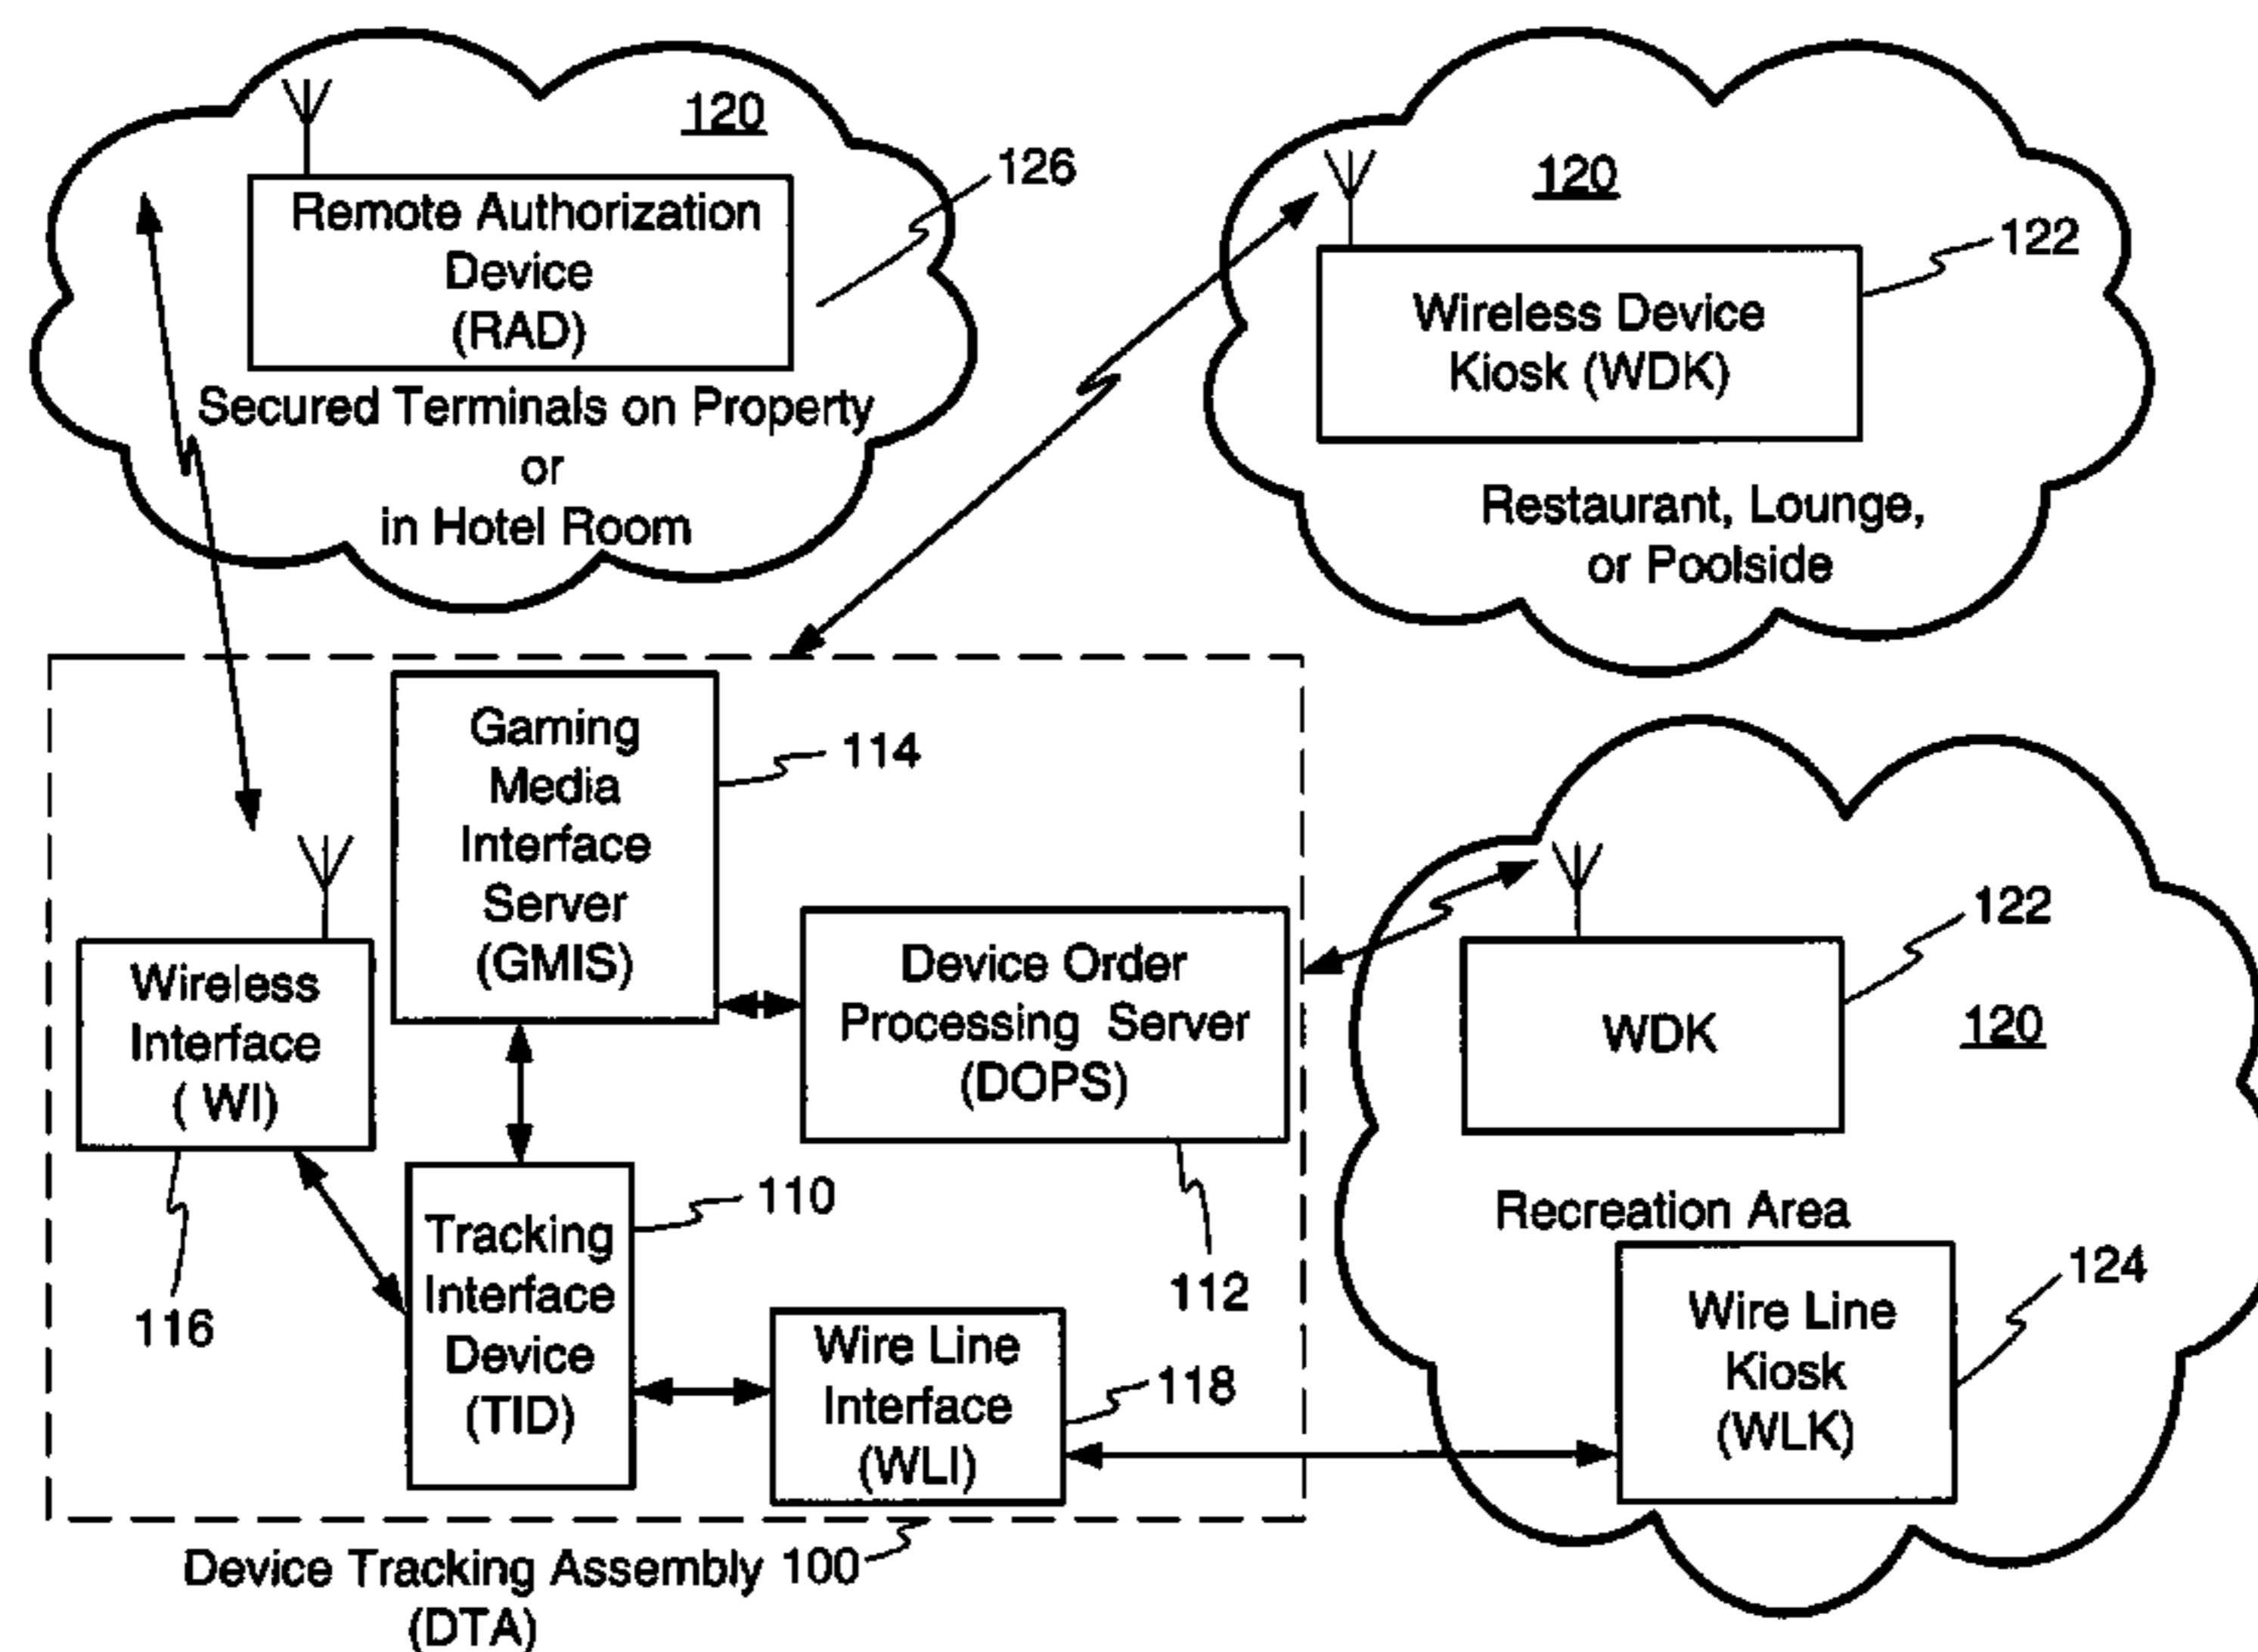 120
126
Remote Authorization
Device
(RAD)
Secured Terminals on Property
or
in Hotel Room
120
122
Wireless Device
Kiosk (WDK)
Restaurant, Lounge,
or Poolside
Gaming
Media
Interface
Server
(GMIS)
114
Wireless
Interface
( WI)
116
Device Order
Processing Server
(DOPS)
112
Tracking
Interface
Device
(TID)
110
Wire Line
Interface
(WLI)
118
Device Tracking Assembly 100
(DTA)
122
WDK
120
Recreation Area
124
Wire Line
Kiosk
(WLK)